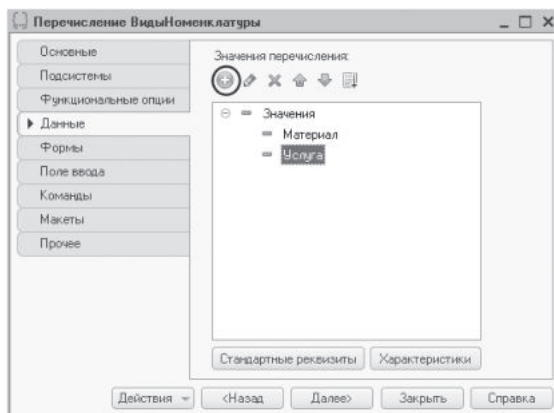 Перечисление ВидыНоменклатуры
Основные
Подсистемы
Функциональные опции
Данные
Формы
Поле ввода
Команды
Макеты
Прочее
Значения перечисления:
Значения
Материал
Услуга
Стандартные реквизиты
Характеристики
Действия
<Назад
Далее>
Закрыть
Справка